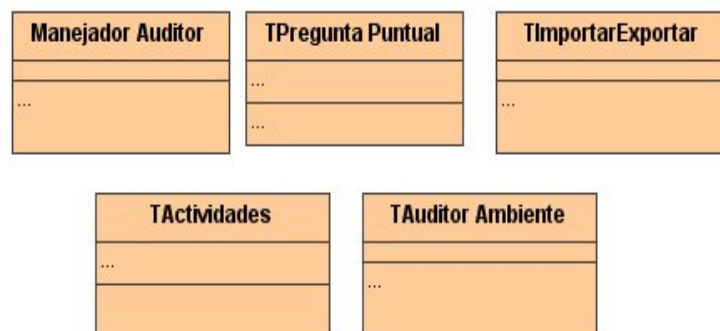 Manejador Auditor
TPregunta Puntual
TImportarExportar
...
...
...
...
TActividades
TAuditor Ambiente
...
...